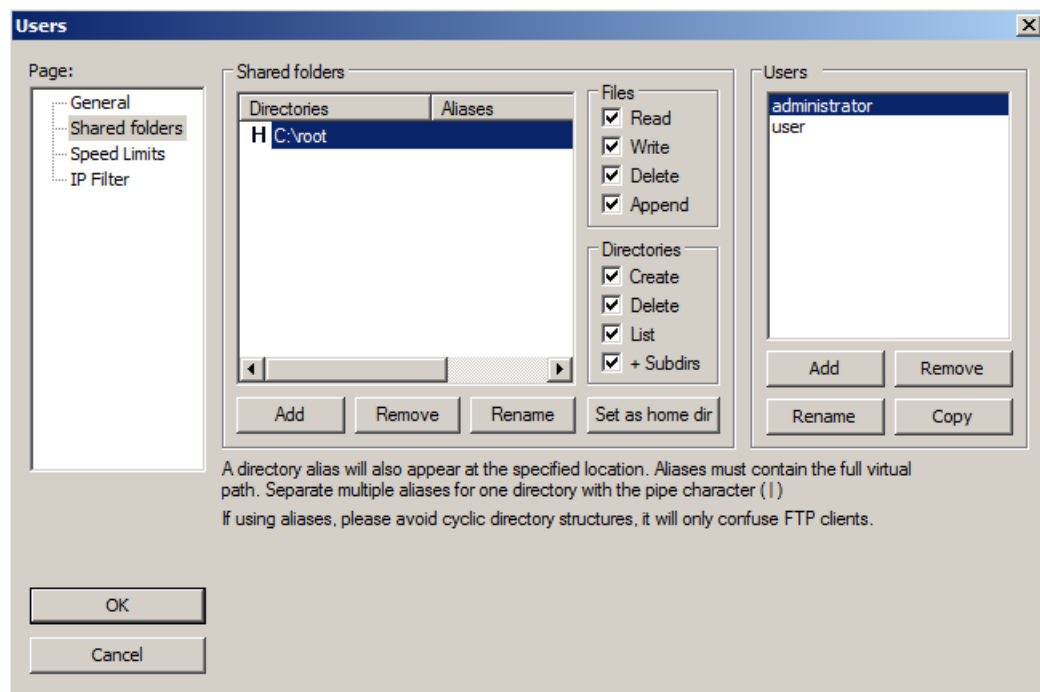 Users
Page:
General
Shared folders
Speed Limits
IP Filter
Shared folders
Directories
Aliases
H C:\root
Add
Remove
Rename
Set as home dir
Files
Read
Write
Delete
Append
Directories
Create
Delete
List
+ Subdirs
Users
administrator
user
Add
Remove
Rename
Copy
A directory alias will also appear at the specified location. Aliases must contain the full virtual
path. Separate multiple aliases for one directory with the pipe character (|)
If using aliases, please avoid cyclic directory structures, it will only confuse FTP clients.
OK
Cancel